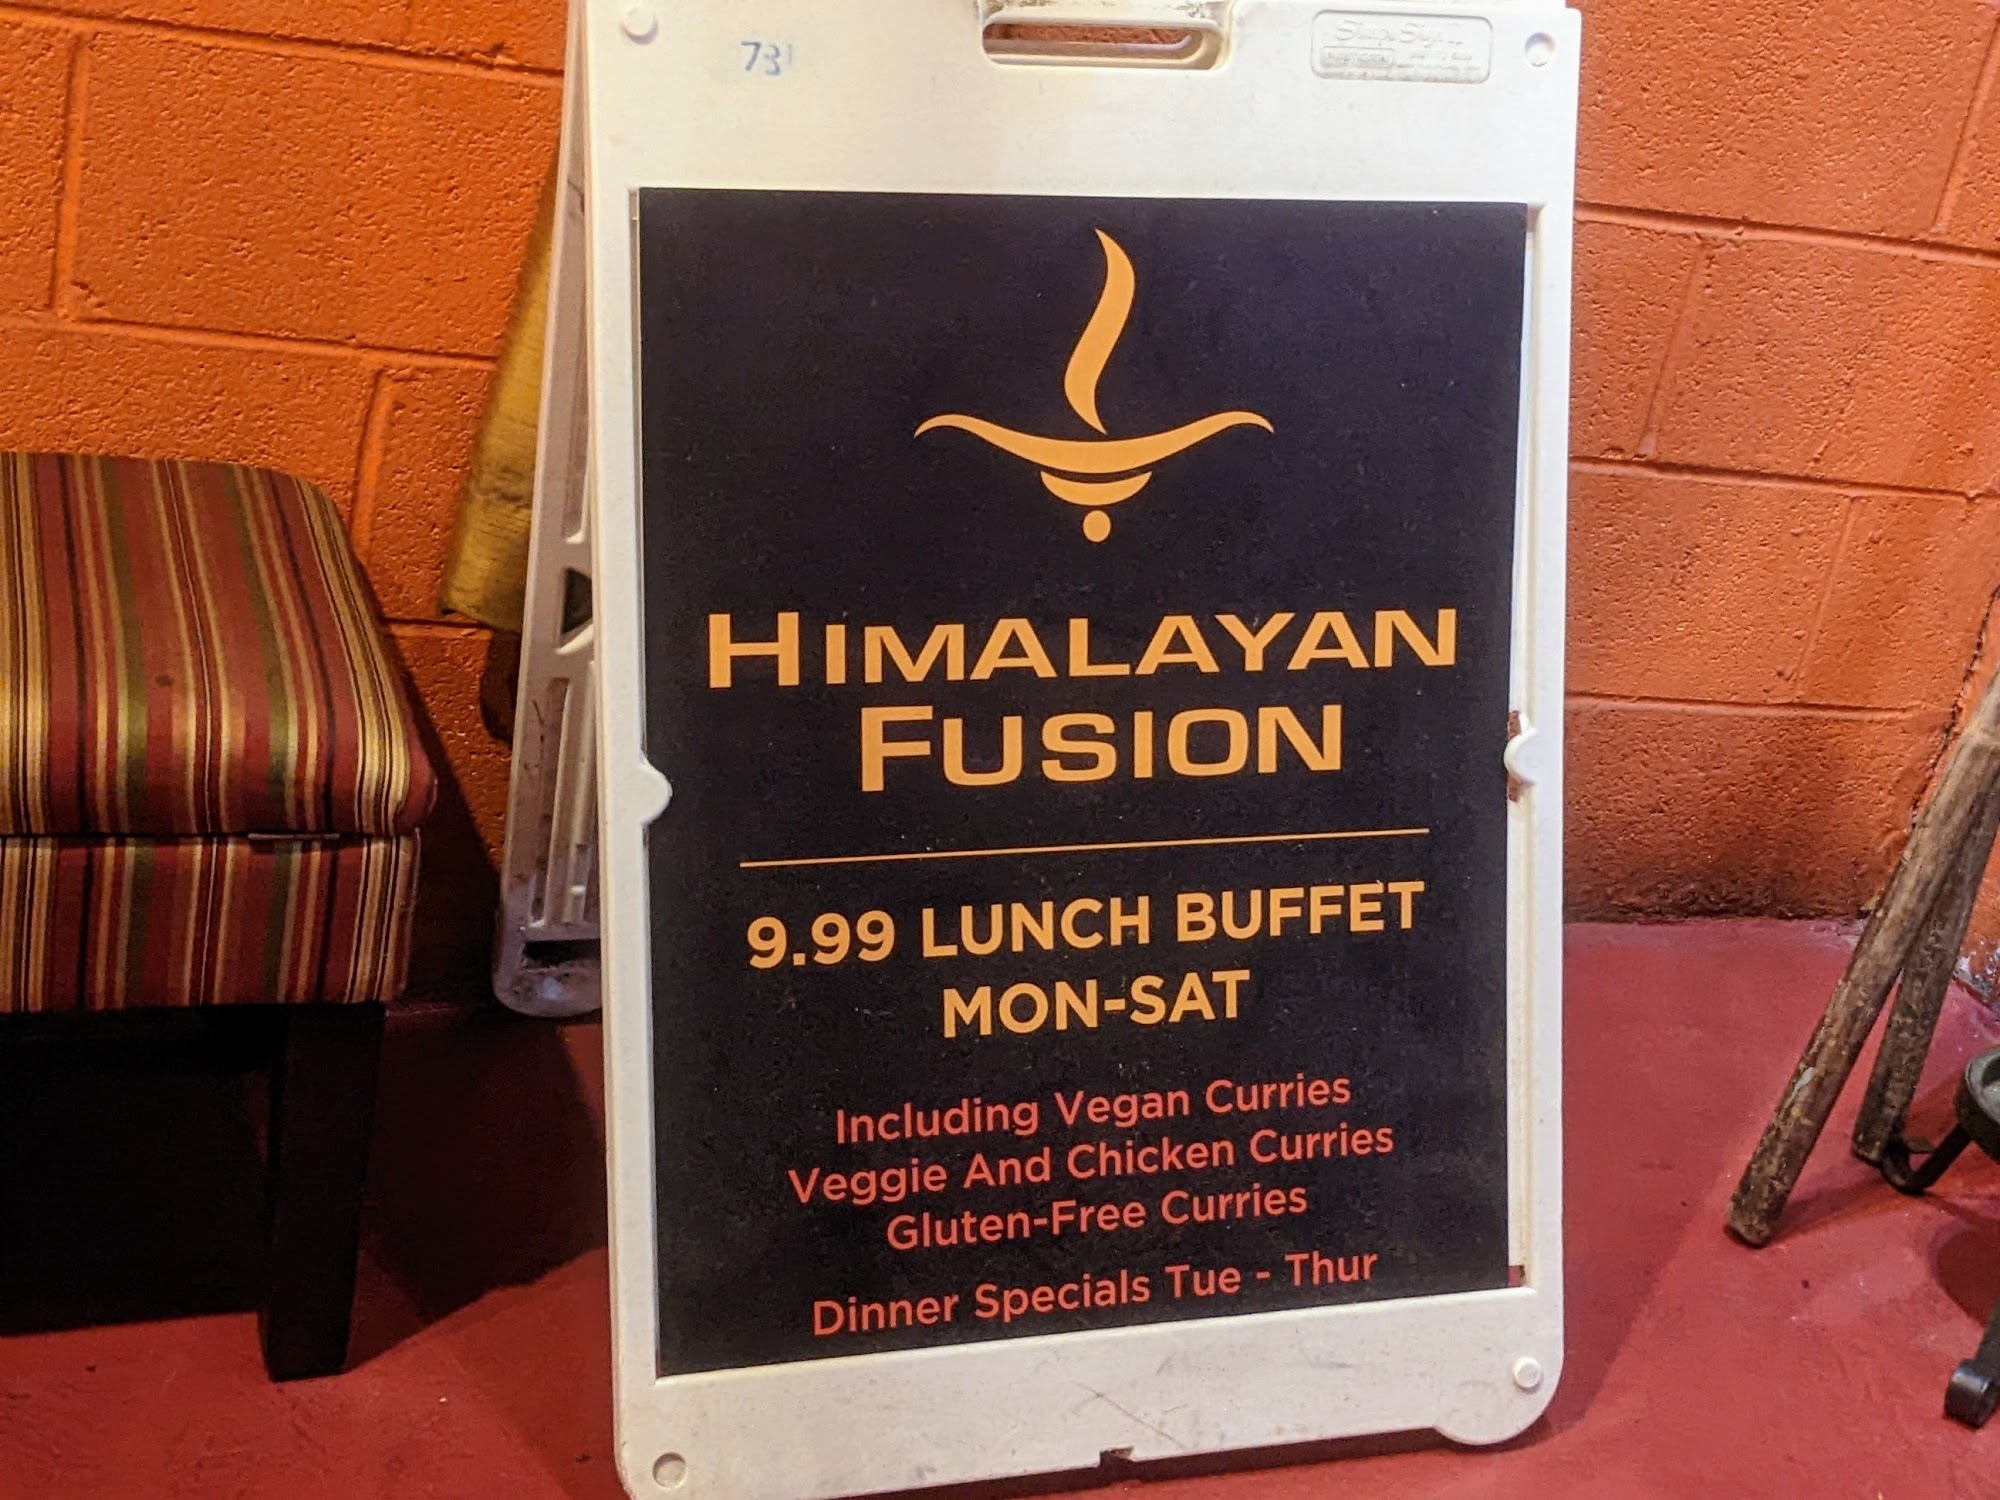 HIMALAYAN
FUSION
9.99 LUNCH BUFFET
MON-SAT
Including Vegan Curries
Veggie And Chicken Curries
Gluten-Free Curries
Dinner Specials Tue - Thur